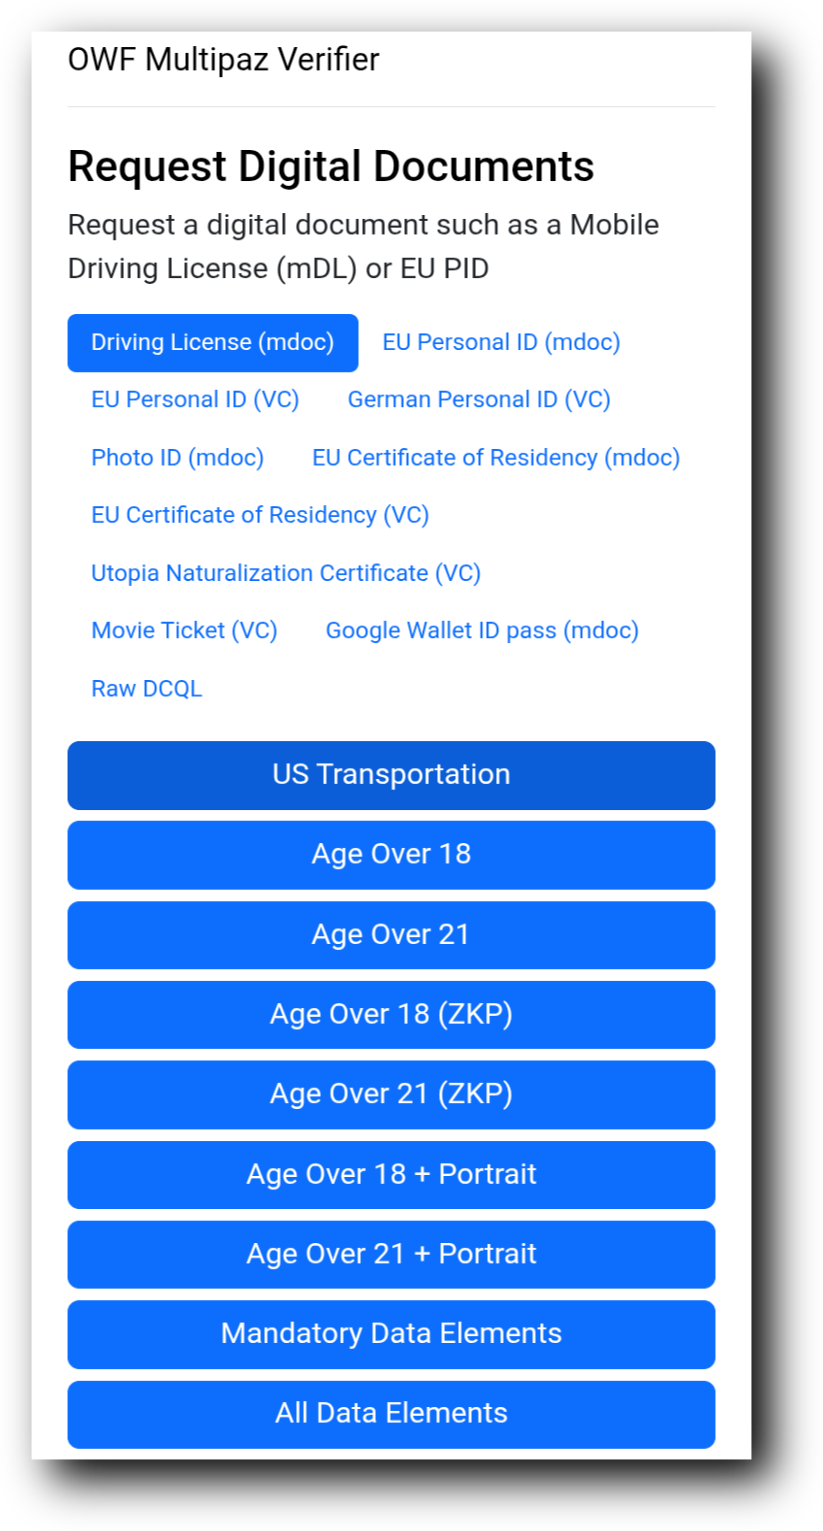 OWF Multipaz Verifier
Request Digital Documents
Request a digital document such as a Mobile
Driving License (mDL) or EU PID
Driving License (mdoc) EU Personal ID (mdoc)
EU Personal ID (VC) German Personal ID (VC)
Photo ID (mdoc) EU Certificate of Residency (mdoc)
EU Certificate of Residency (VC)
Utopia Naturalization Certificate (VC)
Movie Ticket (VC) Google Wallet ID pass (mdoc)
Raw DCQL
US Transportation
Age Over 18
Age Over 21
Age Over 18 (ZKP)
Age Over 21 (ZKP)
Age Over 18 + Portrait
Age Over 21 + Portrait
Mandatory Data Elements
All Data Elements